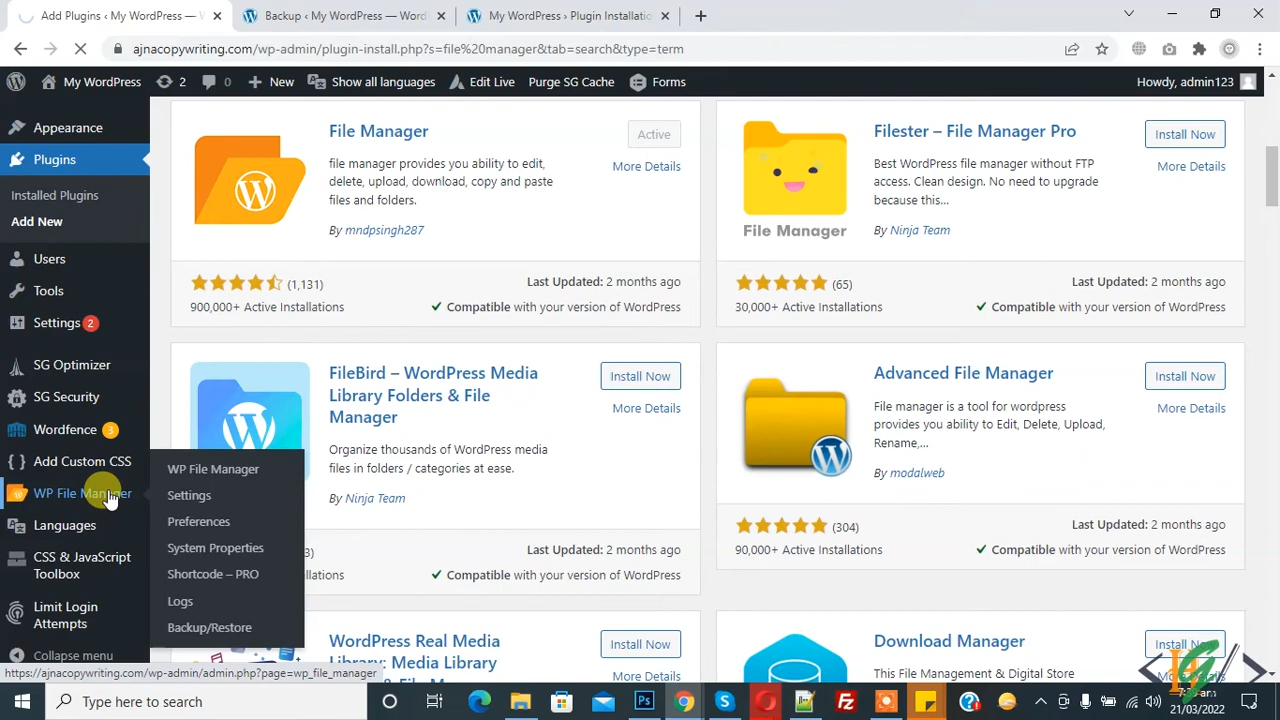 Add Plugins ‹ My WordPress — W
Backup ‹ My WordPress — Word
My WordPress › Plugin Installatio
ajnacopywriting.com/wp-admin/plugin-install.php?s=file%20manager&tab=search&type=term
My WordPress 2 0 New Show all languages Edit Live Purge SG Cache Forms Howdy, admin123
Appearance
Plugins
Installed Plugins
Add New
Users
Tools
Settings 2
SG Optimizer
SG Security
Wordfence 3
Add Custom CSS
WP File Manager
Languages
CSS & JavaScript
Toolbox
Limit Login
Attempts
Collapse menu
WP File Manager
Settings
Preferences
System Properties
Shortcode – PRO
Logs
Backup/Restore
File Manager
Active
More Details
file manager provides you ability to edit,
delete, upload, download, copy and paste
files and folders.
By mndpsingh287
(1,131)
900,000+ Active Installations
Last Updated: 2 months ago
Compatible with your version of WordPress
Filester – File Manager Pro
Install Now
More Details
Best WordPress file manager without FTP
access. Clean design. No need to upgrade
because this...
File Manager
By Ninja Team
(65)
30,000+ Active Installations
Last Updated: 2 months ago
Compatible with your version of WordPress
FileBird – WordPress Media
Library Folders & File
Manager
Install Now
More Details
Organize thousands of WordPress media
files in folders / categories at ease.
By Ninja Team
3)
tallations
Last Updated: 2 months ago
Compatible with your version of WordPress
Advanced File Manager
Install Now
More Details
File manager is a tool for wordpress
provides you ability to Edit, Delete, Upload,
Rename,...
By modalweb
(304)
90,000+ Active Installations
Last Updated: 2 months ago
Compatible with your version of WordPress
WordPress Real Media
Library: Media Library
Install Now
More Details
Download Manager
Install Now
This File Management & Digital Store
https://ajnacopywriting.com/wp-admin/admin.php?page=wp_file_manager
Type here to search
21/03/2022